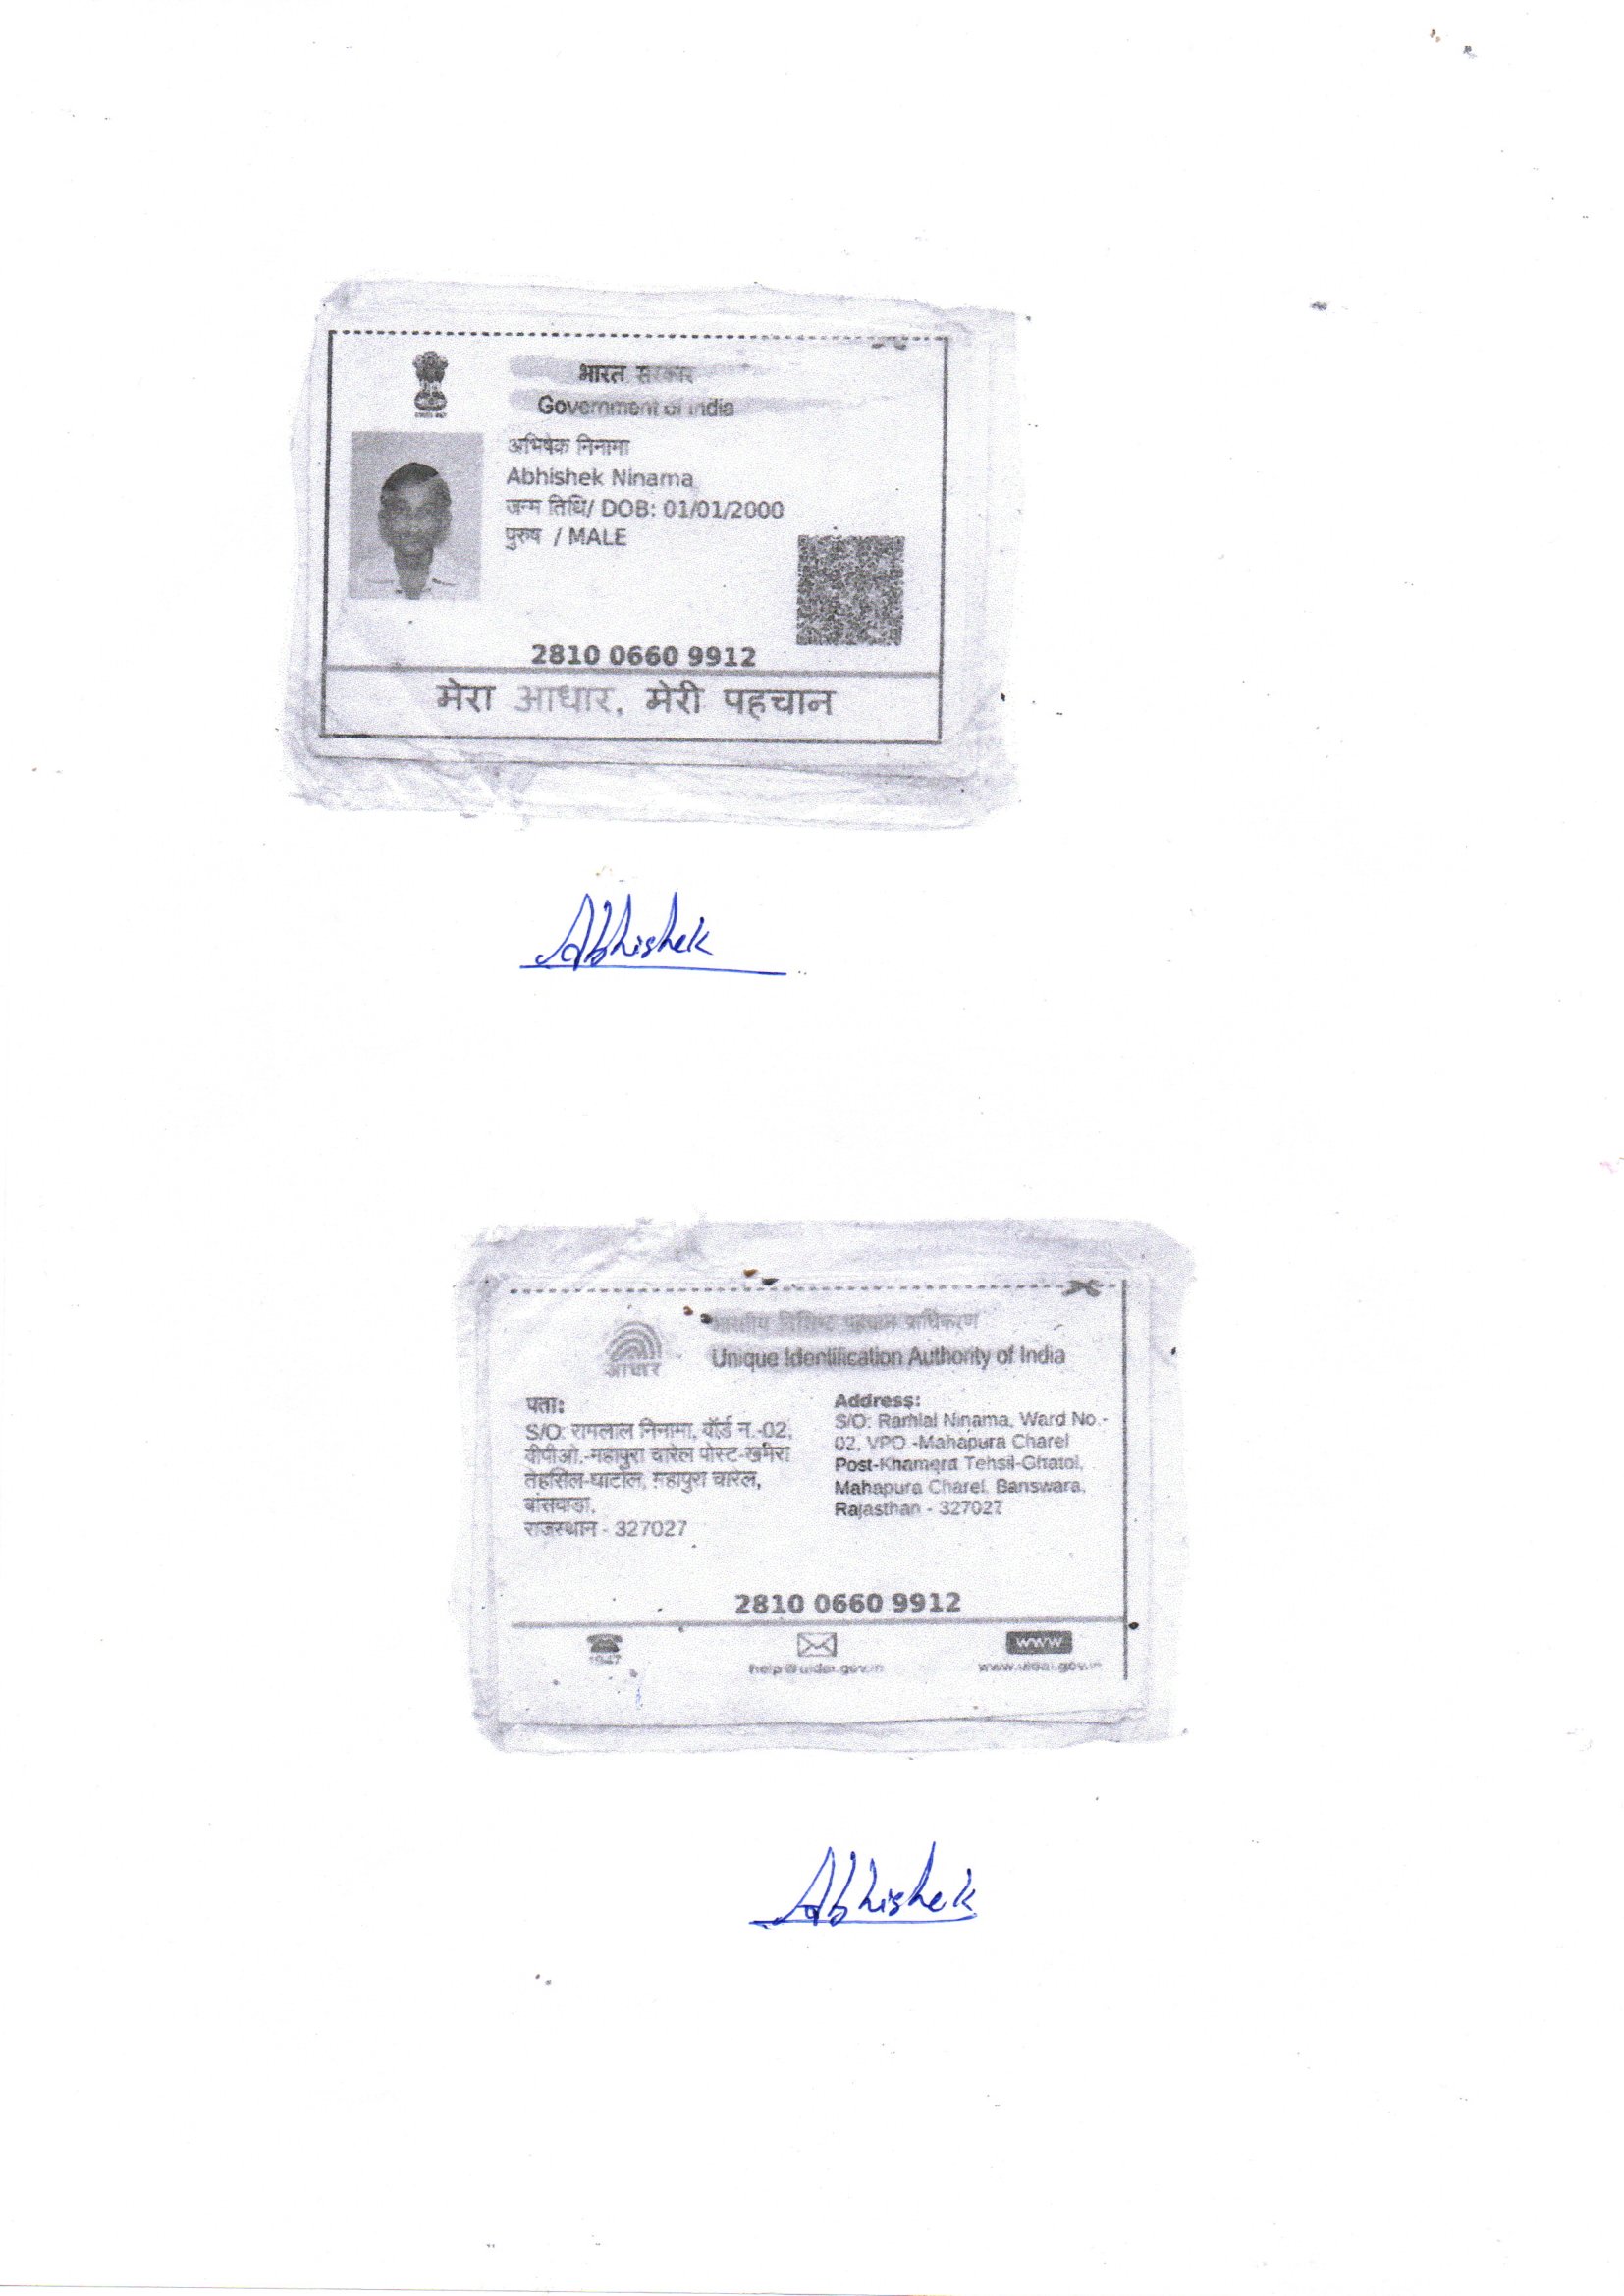 भारत सरकार
Government of India
अभिषेक निनामा
Abhishek Ninama
जन्म तिथि/ DOB: 01/01/2000
पुरुष / MALE
2810 0660 9912
मेरा आधार, मेरी पहचान
Abhishek
भारतीय विशिष्ट पहचान प्राधिकरण
Unique Identification Authority of India
आधार
पता:
S/O: रामलाल निनामा, वॉर्ड न.-02,
वीपीओ.-महापुरा चारेल पोस्ट-खमेरा
तेहसिल-घाटोल, महापुरा चारेल,
बांसवाड़ा,
राजस्थान - 327027
Address:
S/O: Ramlal Ninama, Ward No.-
02, VPO.-Mahapura Charel
Post-Khamera Tehsil-Ghatol,
Mahapura Charel, Banswara,
Rajasthan - 327027
2810 0660 9912
1947
help@uidai.gov.in
www
www.uidai.gov.in
Abhishek